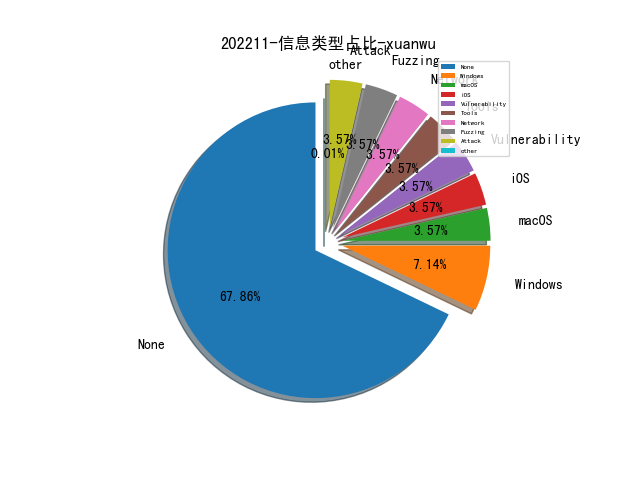 202211-信息类型占比-xuanwu
Attack
other
Fuzzing
Network
Tools
Vulnerability
iOS
macOS
Windows
None
3.57%
0.01%
3.57%
3.57%
3.57%
3.57%
3.57%
3.57%
7.14%
67.86%
None
Windows
macOS
iOS
Vulnerability
Tools
Network
Fuzzing
Attack
other